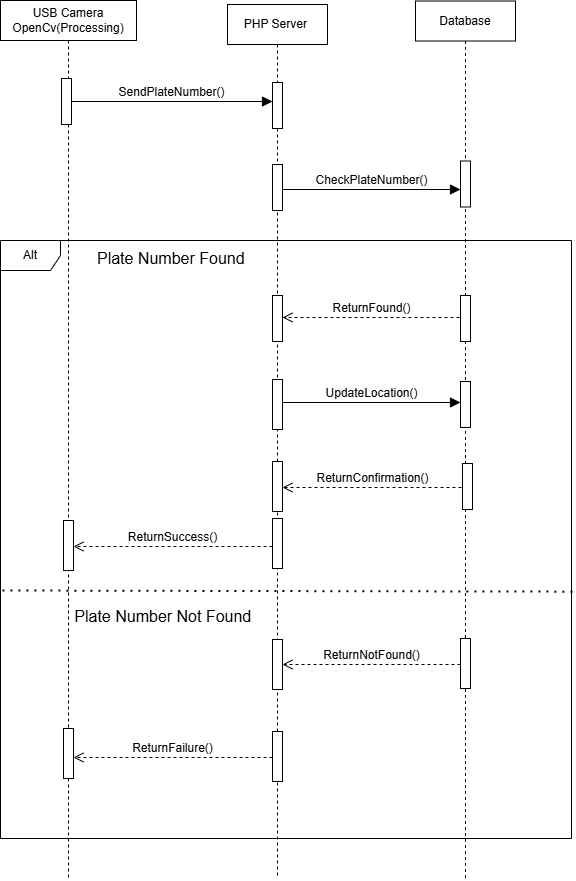 USB Camera
OpenCv(Processing)
PHP Server
Database
SendPlateNumber()
CheckPlateNumber()
Alt
Plate Number Found
ReturnFound()
UpdateLocation()
ReturnConfirmation()
ReturnSuccess()
Plate Number Not Found
ReturnNotFound()
ReturnFailure()